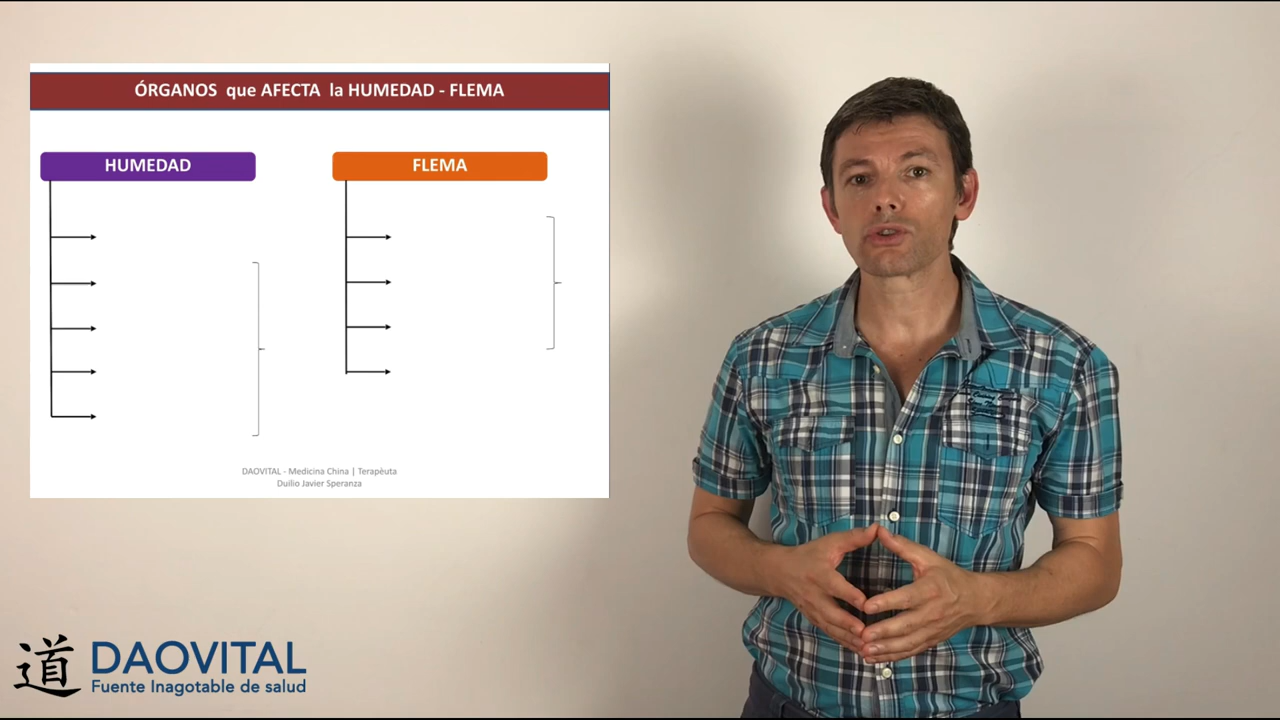 ÓRGANOS que AFECTA la HUMEDAD - FLEMA
HUMEDAD
FLEMA
DAOVITAL - Medicina China | Terapèuta
Duilio Javier Speranza
道 DAOVITAL
Fuente Inagotable de salud